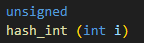 unsigned
hash_int (int i)